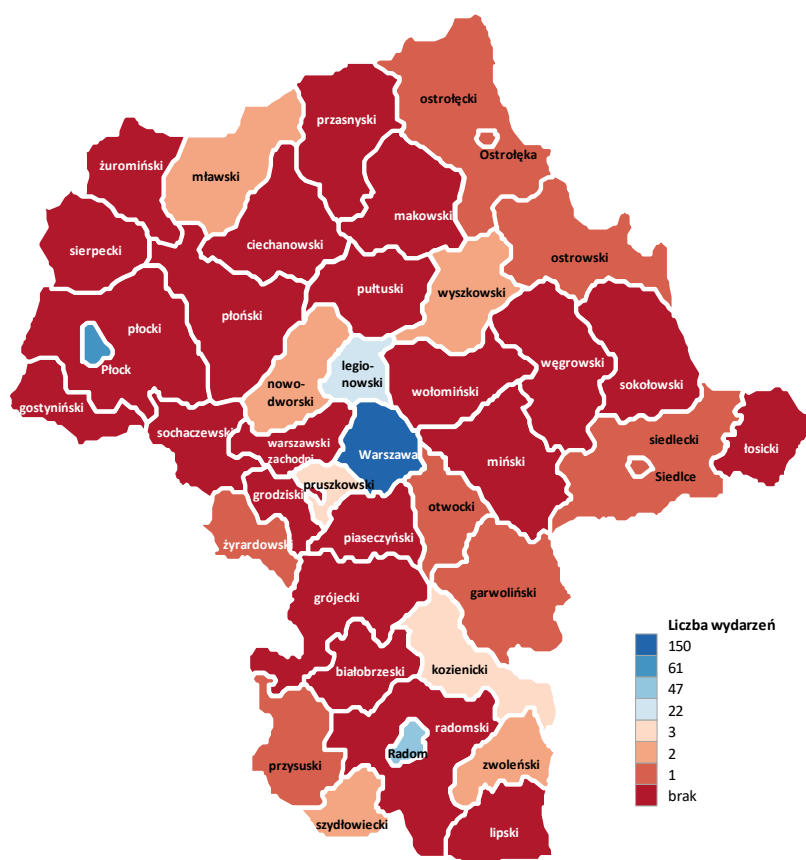 ostrołęcki
przasnyski
Ostrołęka
żuromiński
mławski
makowski
ciechanowski
sierpecki
ostrowski
pułtuski
wyszkowski
płocki
płoński
węgrowski
Płock
legio-
nowski
nowo-
dworski
wołomiński
sokołowski
gostyniński
sochaczewski
siedlecki
warszawski
zachodni
Warszawa
miński
łosicki
Siedlce
pruszkowski
grodziski
otwocki
piaseczyński
żyrardowski
garwoliński
grójecki
Liczba wydarzeń
150
61
47
22
3
2
1
brak
białobrzeski
kozienicki
radomski
Radom
przysuski
zwoleński
szydłowiecki
lipski